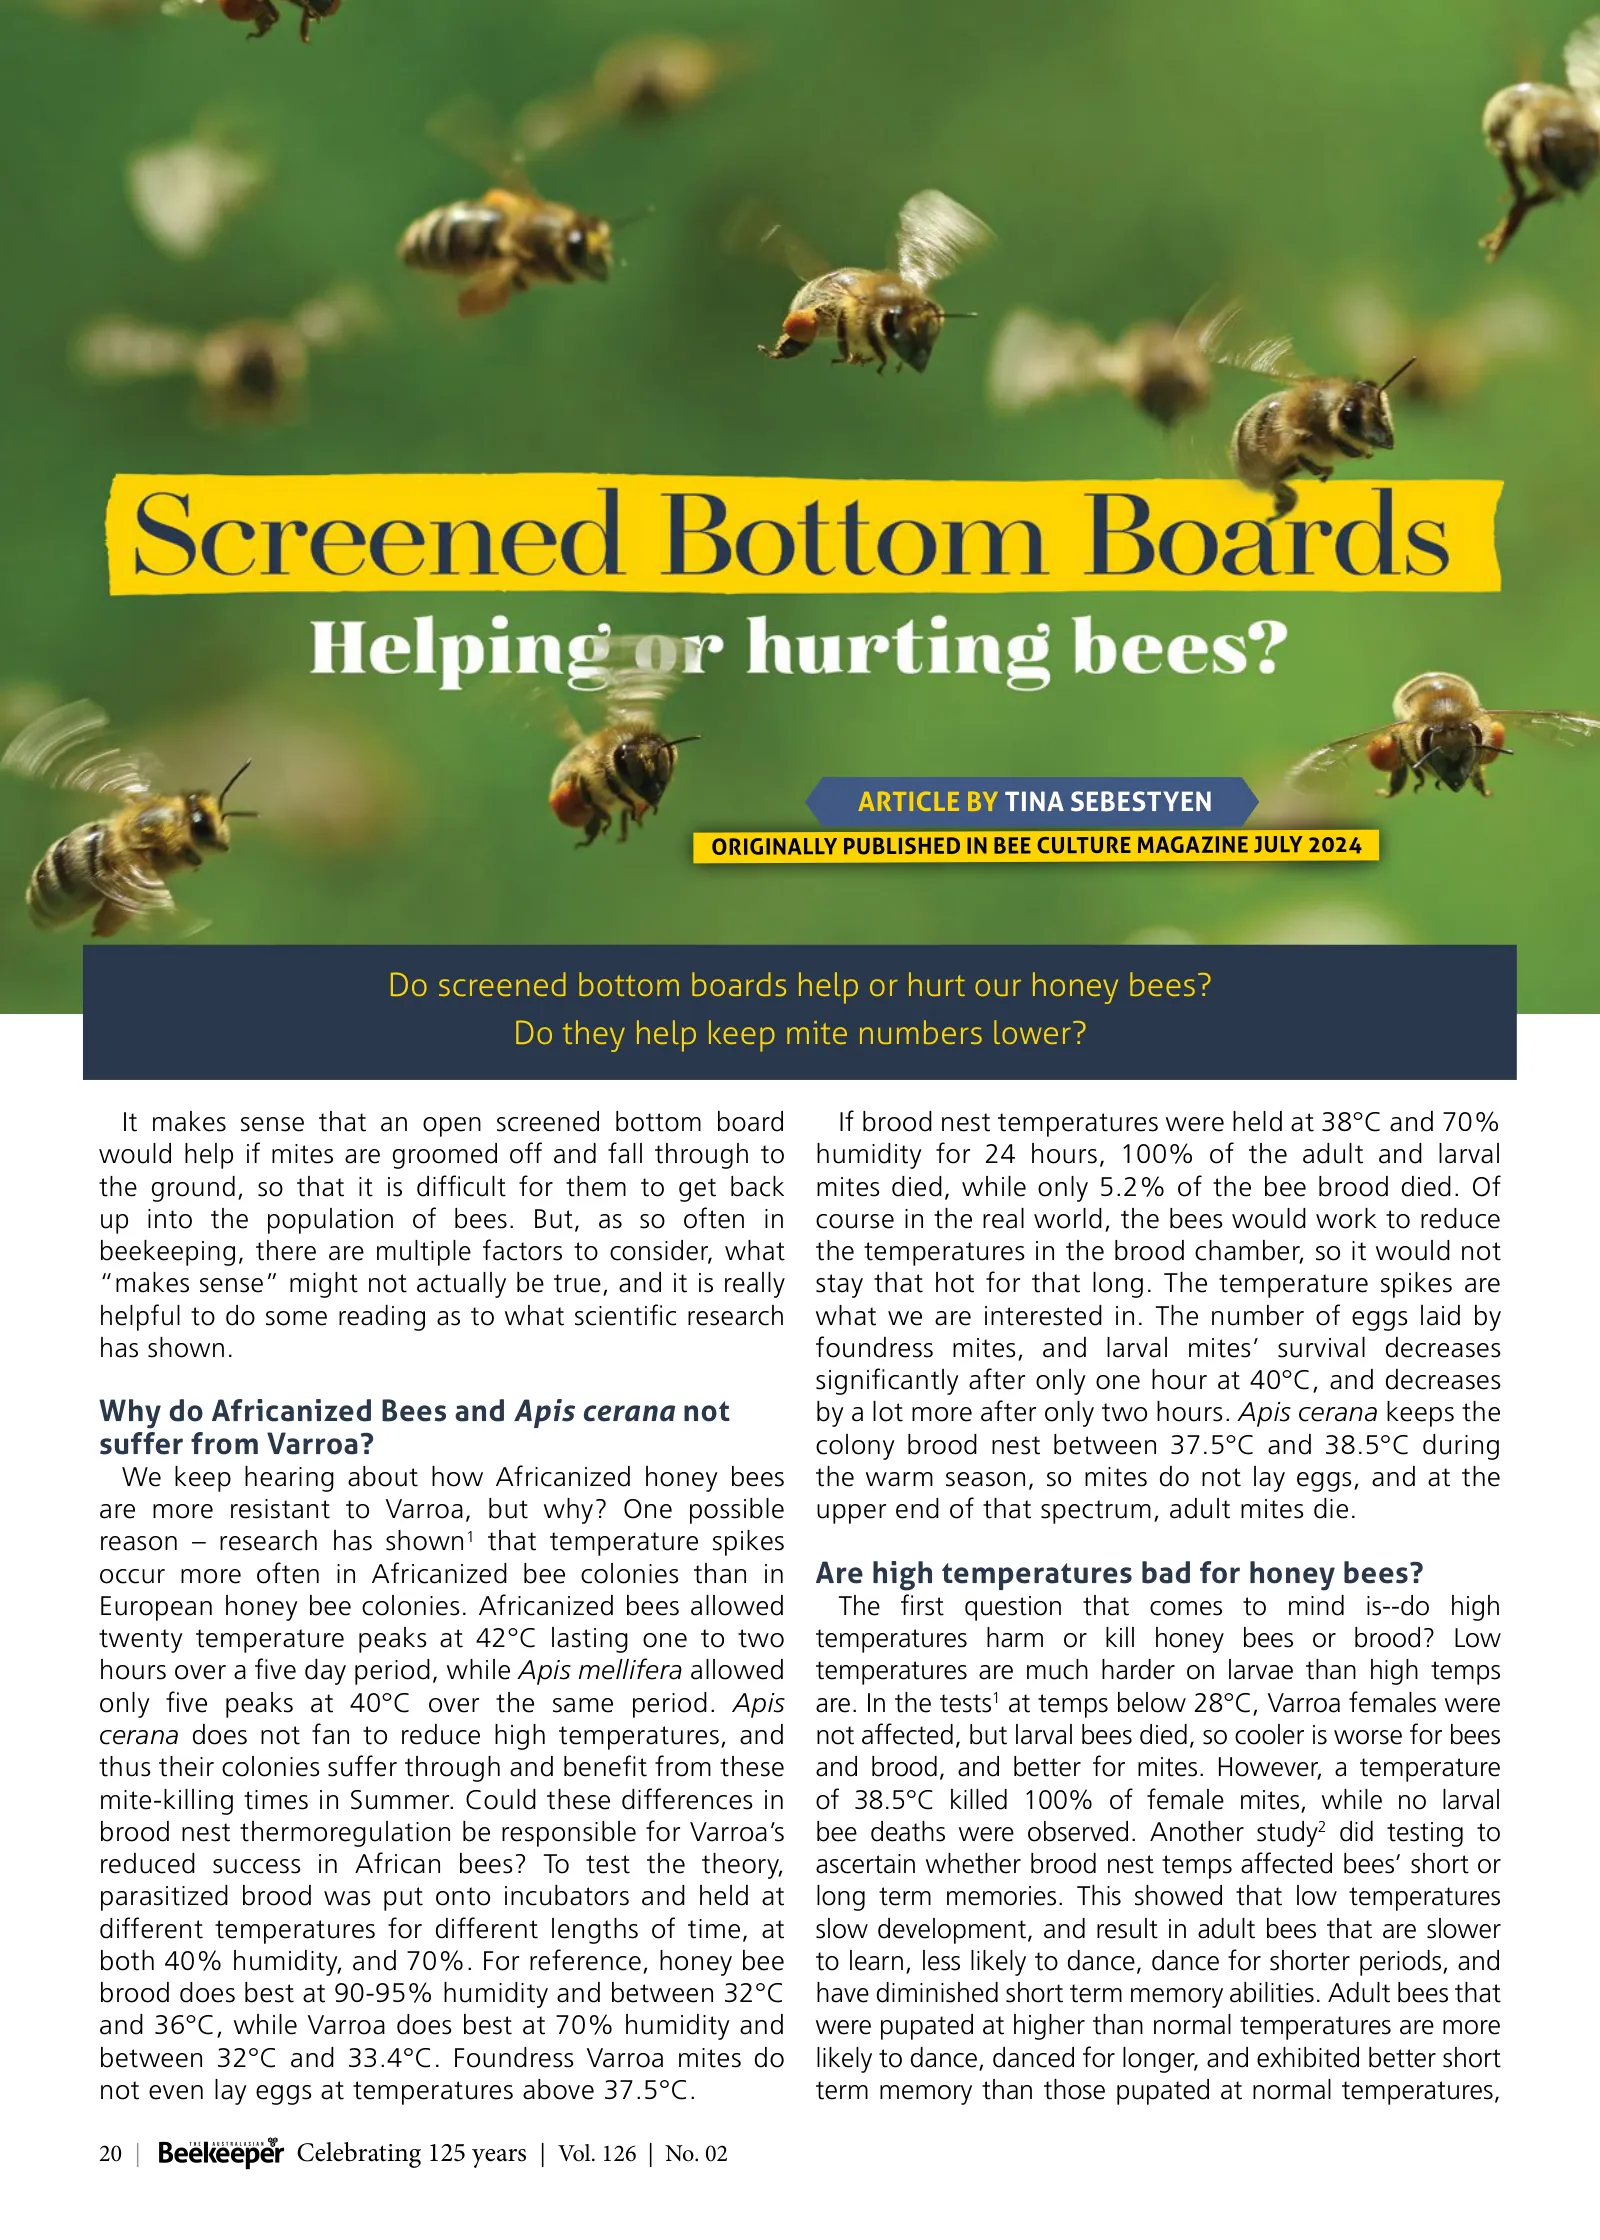 Screened Bottom Boards
Helping or hurting bees?
ARTICLE BY TINA SEBESTYEN
ORIGINALLY PUBLISHED IN BEE CULTURE MAGAZINE JULY 2024
Do screened bottom boards help or hurt our honey bees?
Do they help keep mite numbers lower?
It makes sense that an open screened bottom board
would help if mites are groomed off and fall through to
the ground, so that it is difficult for them to get back
up into the population of bees. But, as so often in
beekeeping, there are multiple factors to consider, what
“makes sense” might not actually be true, and it is really
helpful to do some reading as to what scientific research
has shown.
Why do Africanized Bees and Apis cerana not
suffer from Varroa?
We keep hearing about how Africanized honey bees
are more resistant to Varroa, but why? One possible
reason – research has shown¹ that temperature spikes
occur more often in Africanized bee colonies than in
European honey bee colonies. Africanized bees allowed
twenty temperature peaks at 42°C lasting one to two
hours over a five day period, while Apis mellifera allowed
only five peaks at 40°C over the same period. Apis
cerana does not fan to reduce high temperatures, and
thus their colonies suffer through and benefit from these
mite-killing times in Summer. Could these differences in
brood nest thermoregulation be responsible for Varroa’s
reduced success in African bees? To test the theory,
parasitized brood was put onto incubators and held at
different temperatures for different lengths of time, at
both 40% humidity, and 70%. For reference, honey bee
brood does best at 90-95% humidity and between 32°C
and 36°C, while Varroa does best at 70% humidity and
between 32°C and 33.4°C. Foundress Varroa mites do
not even lay eggs at temperatures above 37.5°C.
If brood nest temperatures were held at 38°C and 70%
humidity for 24 hours, 100% of the adult and larval
mites died, while only 5.2% of the bee brood died. Of
course in the real world, the bees would work to reduce
the temperatures in the brood chamber, so it would not
stay that hot for that long. The temperature spikes are
what we are interested in. The number of eggs laid by
foundress mites, and larval mites’ survival decreases
significantly after only one hour at 40°C, and decreases
by a lot more after only two hours. Apis cerana keeps the
colony brood nest between 37.5°C and 38.5°C during
the warm season, so mites do not lay eggs, and at the
upper end of that spectrum, adult mites die.
Are high temperatures bad for honey bees?
The first question that comes to mind is--do high
temperatures harm or kill honey bees or brood? Low
temperatures are much harder on larvae than high temps
are. In the tests¹ at temps below 28°C, Varroa females were
not affected, but larval bees died, so cooler is worse for bees
and brood, and better for mites. However, a temperature
of 38.5°C killed 100% of female mites, while no larval
bee deaths were observed. Another study² did testing to
ascertain whether brood nest temps affected bees’ short or
long term memories. This showed that low temperatures
slow development, and result in adult bees that are slower
to learn, less likely to dance, dance for shorter periods, and
have diminished short term memory abilities. Adult bees that
were pupated at higher than normal temperatures are more
likely to dance, danced for longer, and exhibited better short
term memory than those pupated at normal temperatures,
20 | THE AUSTRALASIAN Beekeeper Celebrating 125 years | Vol. 126 | No. 02